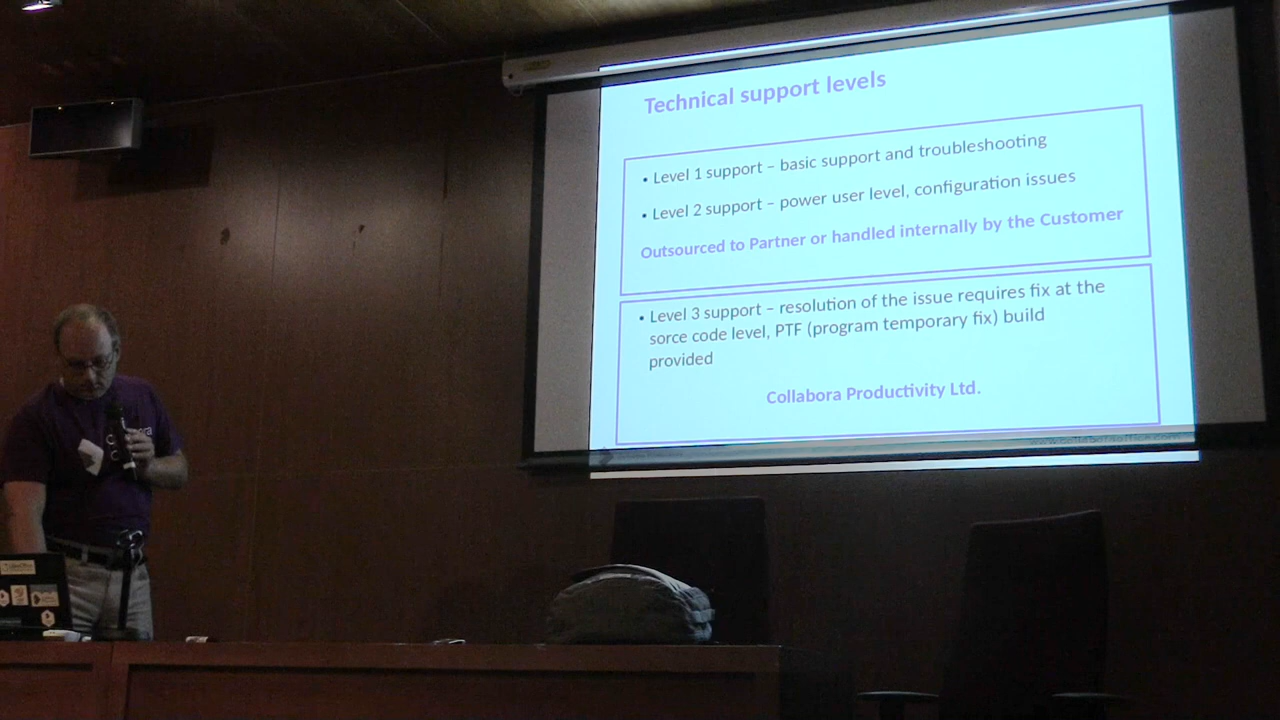 Technical support levels
• Level 1 support – basic support and troubleshooting
• Level 2 support – power user level, configuration issues
Outsourced to Partner or handled internally by the Customer
• Level 3 support – resolution of the issue requires fix at the
sorce code level, PTF (program temporary fix) build
provided
Collabora Productivity Ltd.